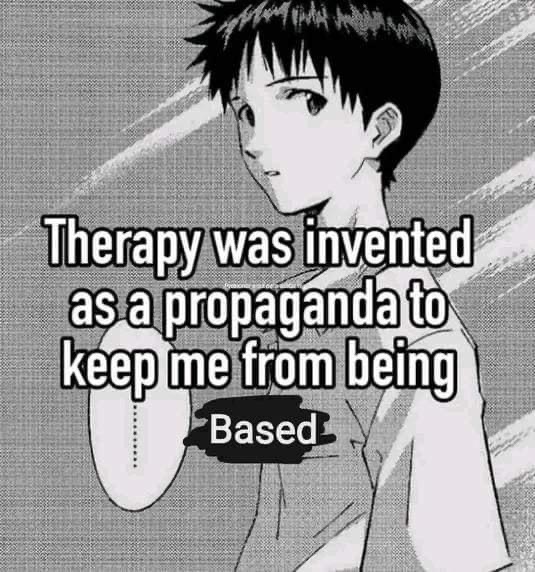 Therapy was invented
as a propaganda to
keep me from being
Based
..........